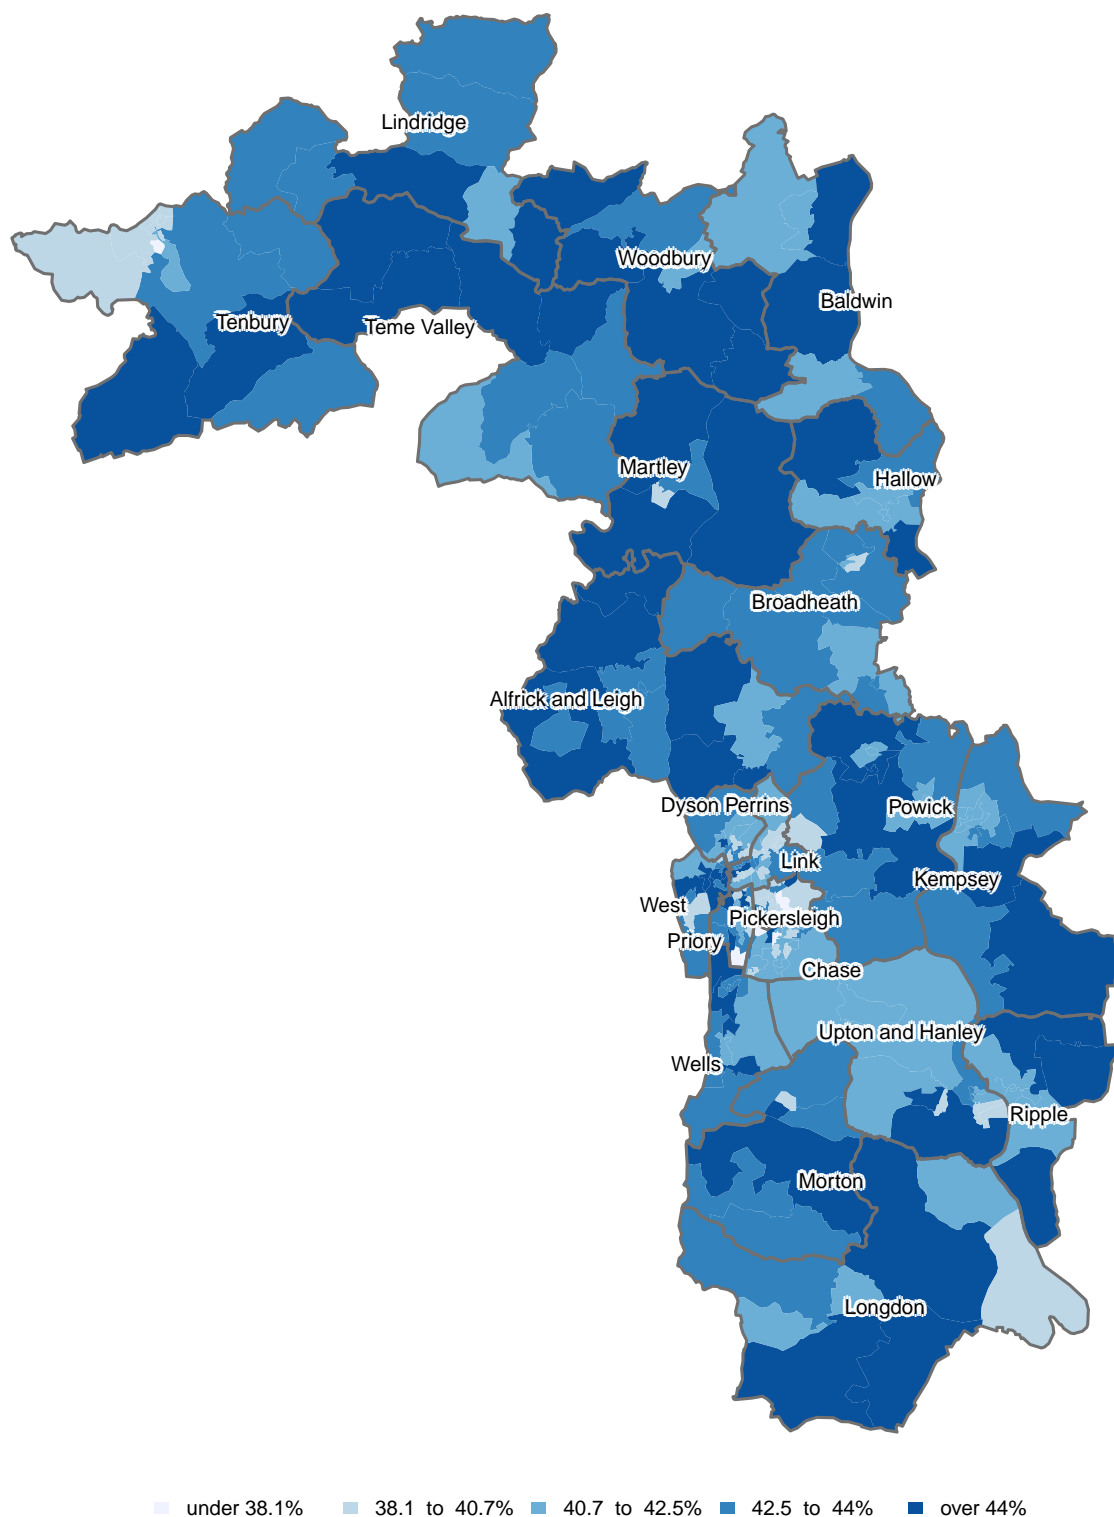 Lindridge
Woodbury
Baldwin
Tenbury
Teme Valley
Martley
Hallow
Broadheath
Alfrick and Leigh
Dyson Perrins
Powick
Link
Kempsey
West
Pickersleigh
Priory
Chase
Upton and Hanley
Wells
Ripple
Morton
Longdon
under 38.1% 38.1 to 40.7% 40.7 to 42.5% 42.5 to 44% over 44%